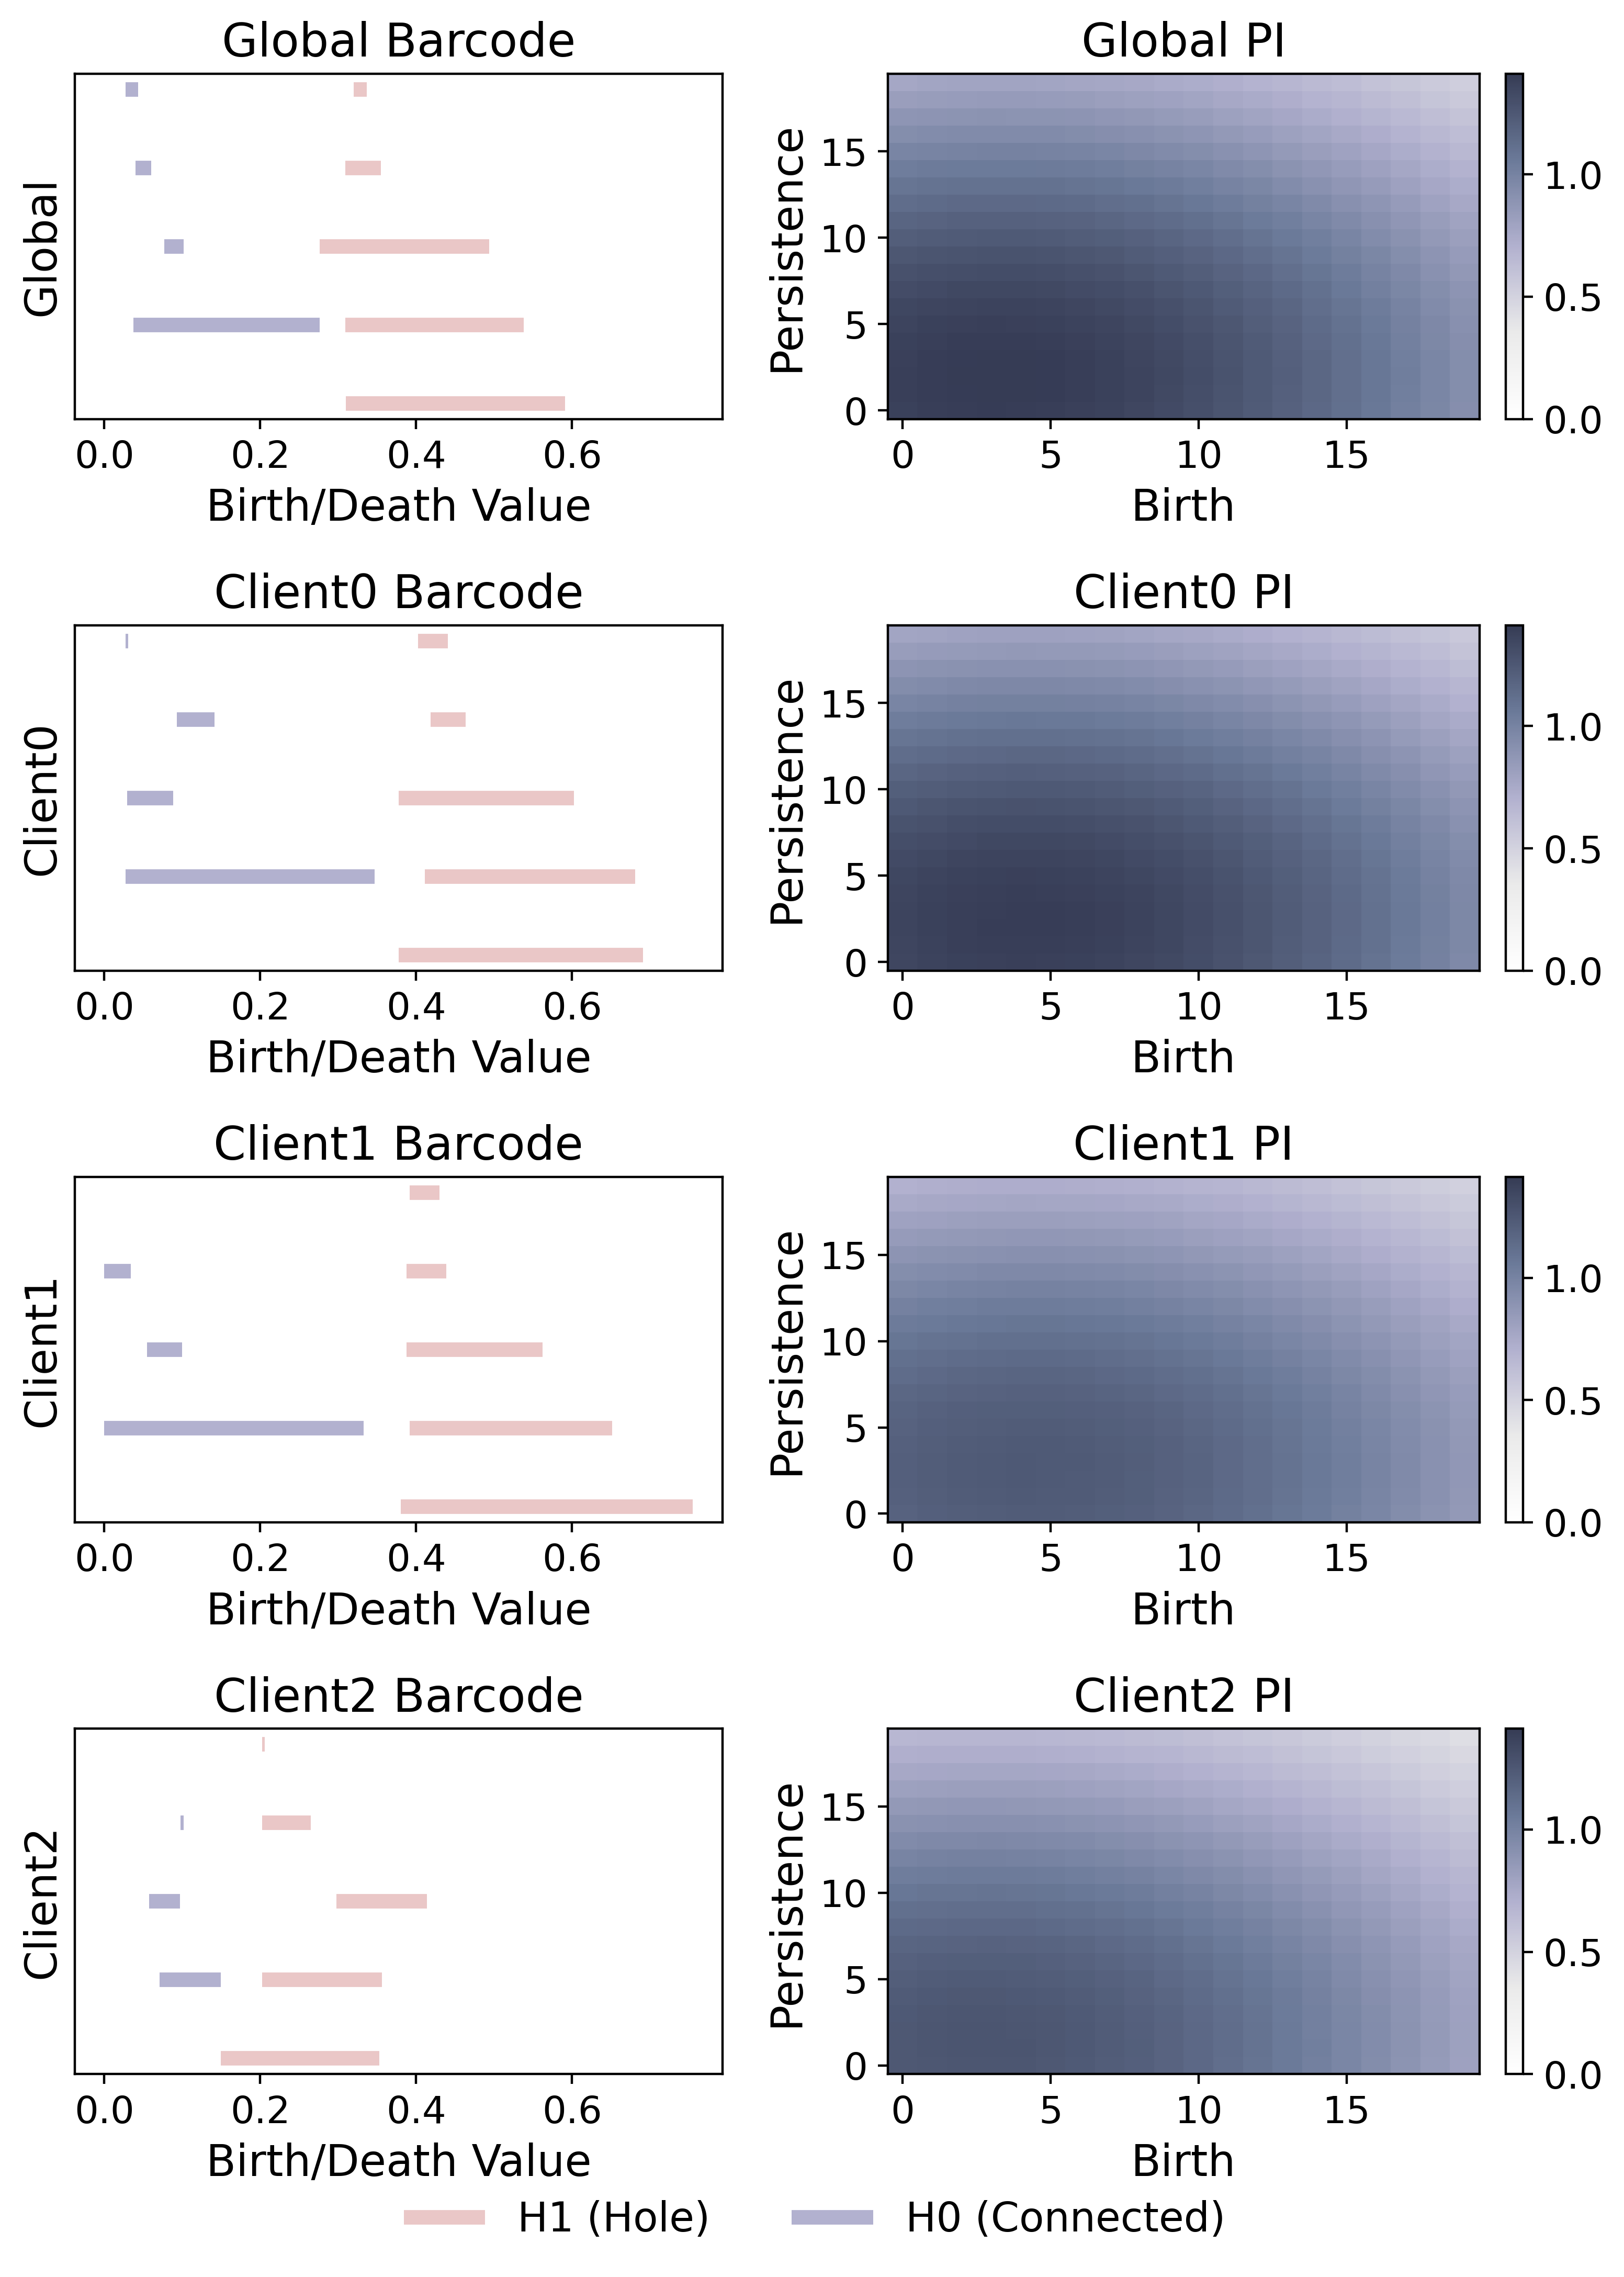 Global Barcode
Global PI
Global
0.0 0.2 0.4 0.6
Birth/Death Value
Persistence
15
10
5
0
0 5 10 15
Birth
1.0
0.5
0.0
Client0 Barcode
Client0 PI
Client0
0.0 0.2 0.4 0.6
Birth/Death Value
Persistence
15
10
5
0
0 5 10 15
Birth
1.0
0.5
0.0
Client1 Barcode
Client1 PI
Client1
0.0 0.2 0.4 0.6
Birth/Death Value
Persistence
15
10
5
0
0 5 10 15
Birth
1.0
0.5
0.0
Client2 Barcode
Client2 PI
Client2
0.0 0.2 0.4 0.6
Birth/Death Value
Persistence
15
10
5
0
0 5 10 15
Birth
1.0
0.5
0.0
H1 (Hole)
H0 (Connected)